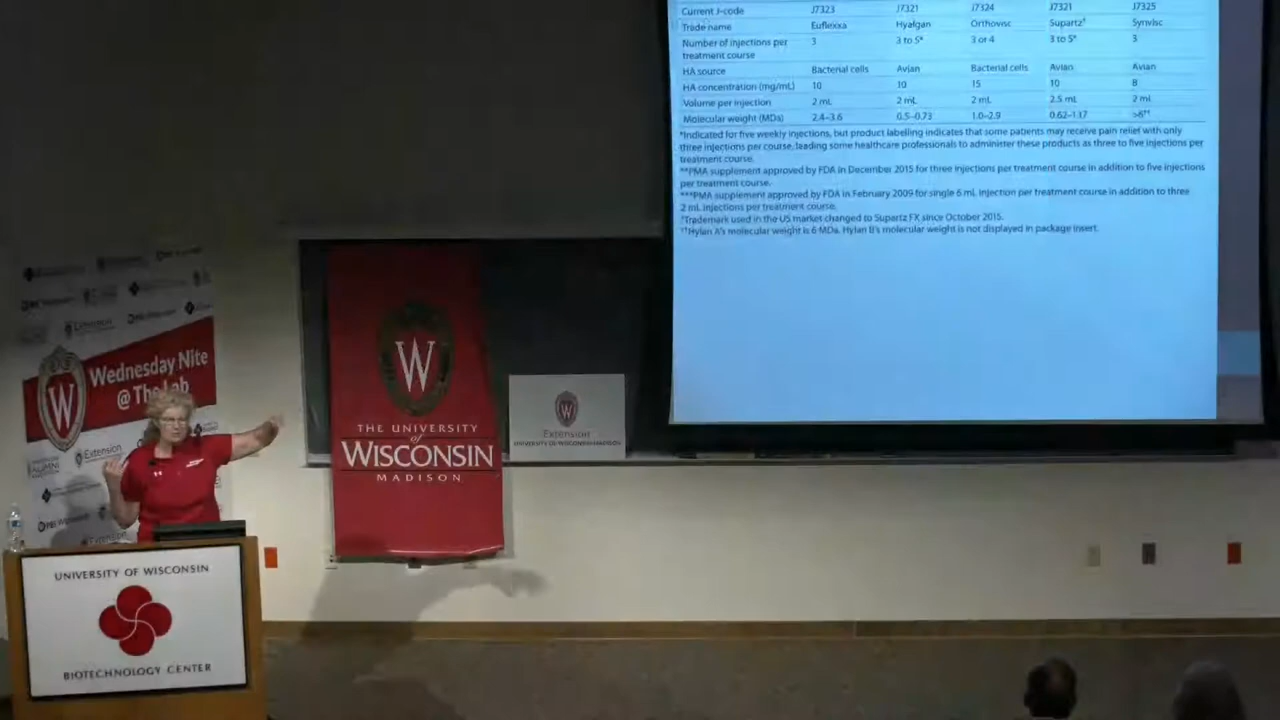 Current J-code J7323 J7321 J7324 J7321 J7325
Trade name Euflexxa Hyalgan Orthovisc Supartz† Synvisc
Number of injections per treatment course 3 3 to 5* 3 or 4 3 to 5* 3
HA source Bacterial cells Avian Bacterial cells Avian Avian
HA concentration (mg/mL) 10 10 15 10 8
Volume per injection 2 mL 2 mL 2 mL 2.5 mL 2 mL
Molecular weight (MDa) 2.4–3.6 0.5–0.73 1.0–2.9 0.62–1.17 >6††
*Indicated for five weekly injections, but product labelling indicates that some patients may receive pain relief with only
three injections per course, leading some healthcare professionals to administer these products as three to five injections per
treatment course.
**PMA supplement approved by FDA in December 2015 for three injections per treatment course in addition to five injections
per treatment course.
***PMA supplement approved by FDA in February 2009 for single 6 mL injection per treatment course in addition to three
2 mL injections per treatment course.
†Trademark used in the US market changed to Supartz FX since October 2015.
††Hylan A's molecular weight is 6 MDa. Hylan B's molecular weight is not displayed in package insert.
Wednesday Nite
@ The Lab
W
Extension
ALUMNI
W
THE UNIVERSITY
of
WISCONSIN
MADISON
W
Extension
UNIVERSITY OF WISCONSIN-MADISON
UNIVERSITY OF WISCONSIN
BIOTECHNOLOGY CENTER